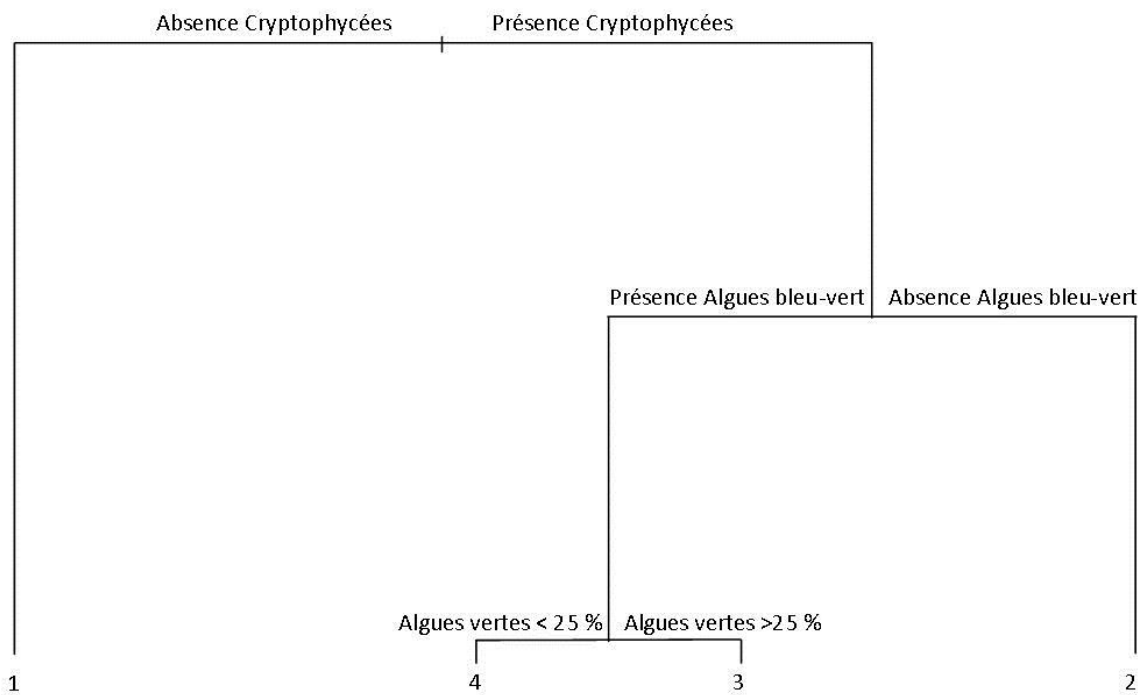 Absence Cryptophycées
Présence Cryptophycées
Présence Algues bleu-vert
Absence Algues bleu-vert
Algues vertes < 25 %
Algues vertes >25 %
1
4
3
2